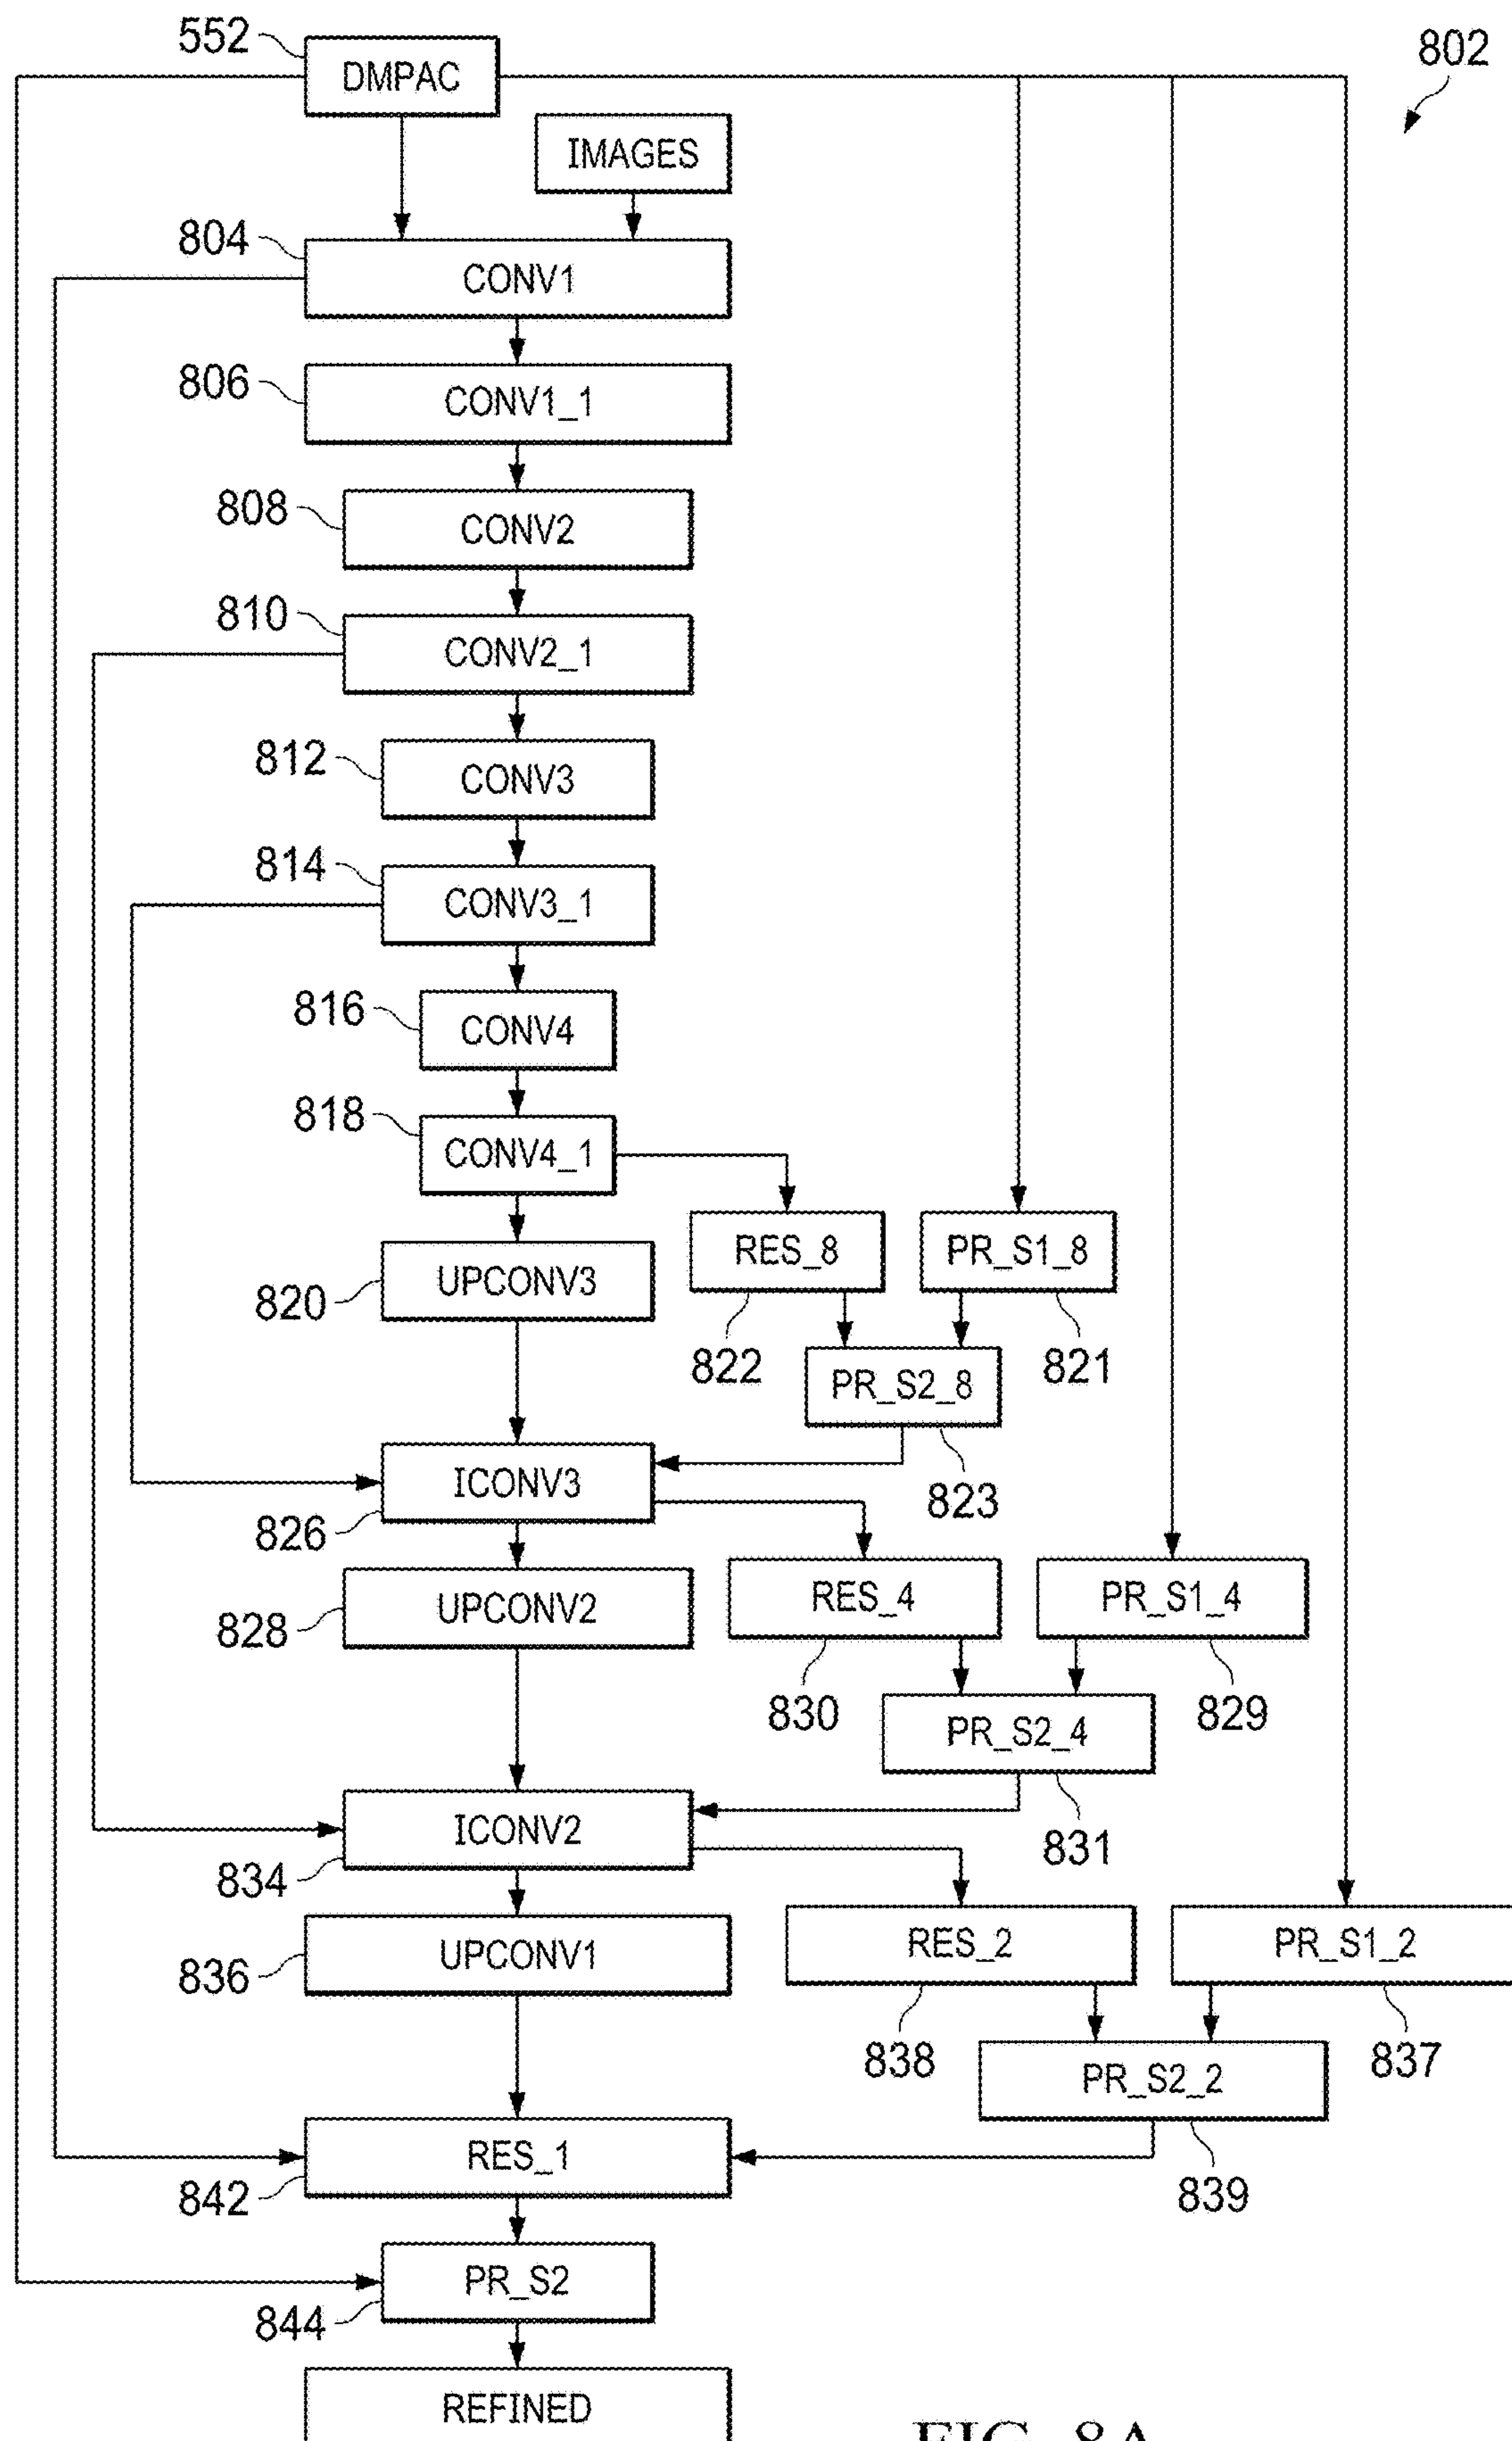 552
DMPAC
802
IMAGES
804
CONV1
806
CONV1_1
808
CONV2
810
CONV2_1
812
CONV3
814
CONV3_1
816
CONV4
818
CONV4_1
RES_8
PR_S1_8
820
UPCONV3
822
821
PR_S2_8
823
ICONV3
826
RES_4
PR_S1_4
828
UPCONV2
830
829
PR_S2_4
831
ICONV2
834
RES_2
PR_S1_2
836
UPCONV1
838
837
PR_S2_2
839
RES_1
842
PR_S2
844
REFINED
FIG. 8A